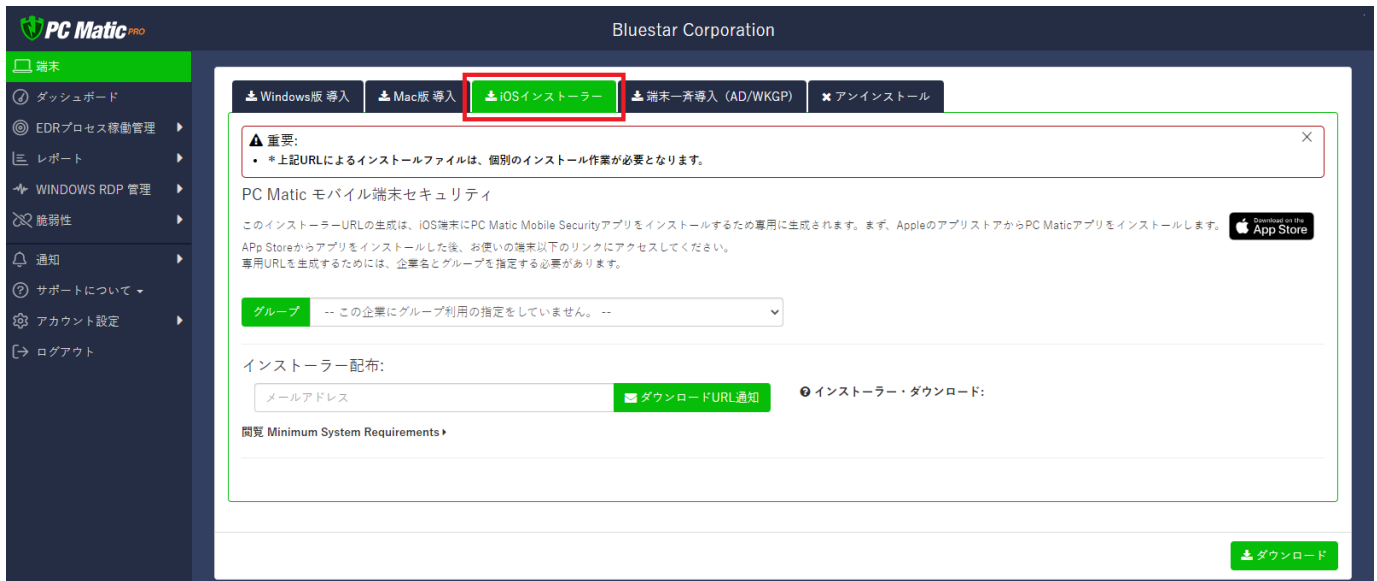 PC Matic PRO
Bluestar Corporation
端末
ダッシュボード
EDRプロセス稼働管理
レポート
WINDOWS RDP 管理
脆弱性
通知
サポートについて
アカウント設定
ログアウト
Windows版 導入
Mac版 導入
iOSインストーラー
端末一斉導入（AD/WKGP)
アンインストール
重要:
• ＊上記URLによるインストールファイルは、個別のインストール作業が必要となります。
PC Matic モバイル端末セキュリティ
このインストーラーURLの生成は、iOS端末にPC Matic Mobile Securityアプリをインストールするため専用に生成されます。まず、AppleのアプリストアからPC Maticアプリをインストールします。
Download on the
App Store
APp Storeからアプリをインストールした後、お使いの端末以下のリンクにアクセスしてください。
専用URLを生成するためには、企業名とグループを指定する必要があります。
グループ
-- この企業にグループ利用の指定をしていません。 --
インストーラー配布:
メールアドレス
ダウンロードURL通知
インストーラー・ダウンロード:
閲覧 Minimum System Requirements
ダウンロード